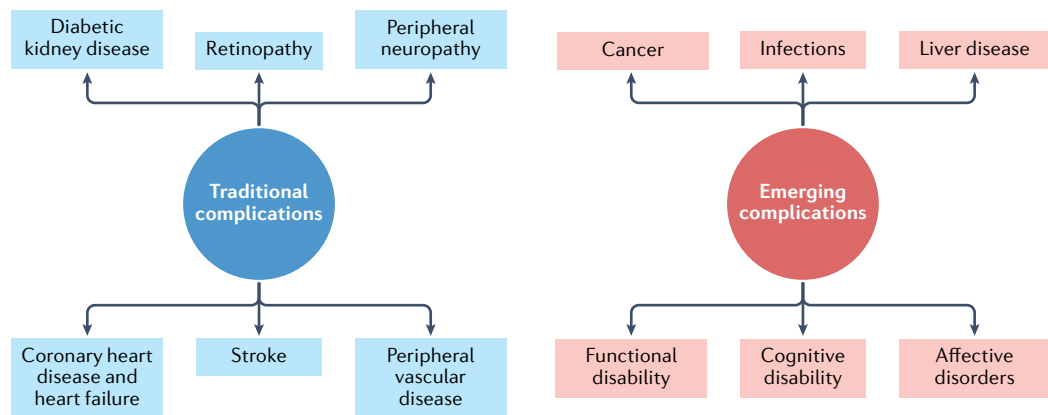 Diabetic
kidney disease
Retinopathy
Peripheral
neuropathy
Traditional
complications
Coronary heart
disease and
heart failure
Stroke
Peripheral
vascular
disease
Cancer
Infections
Liver disease
Emerging
complications
Functional
disability
Cognitive
disability
Affective
disorders